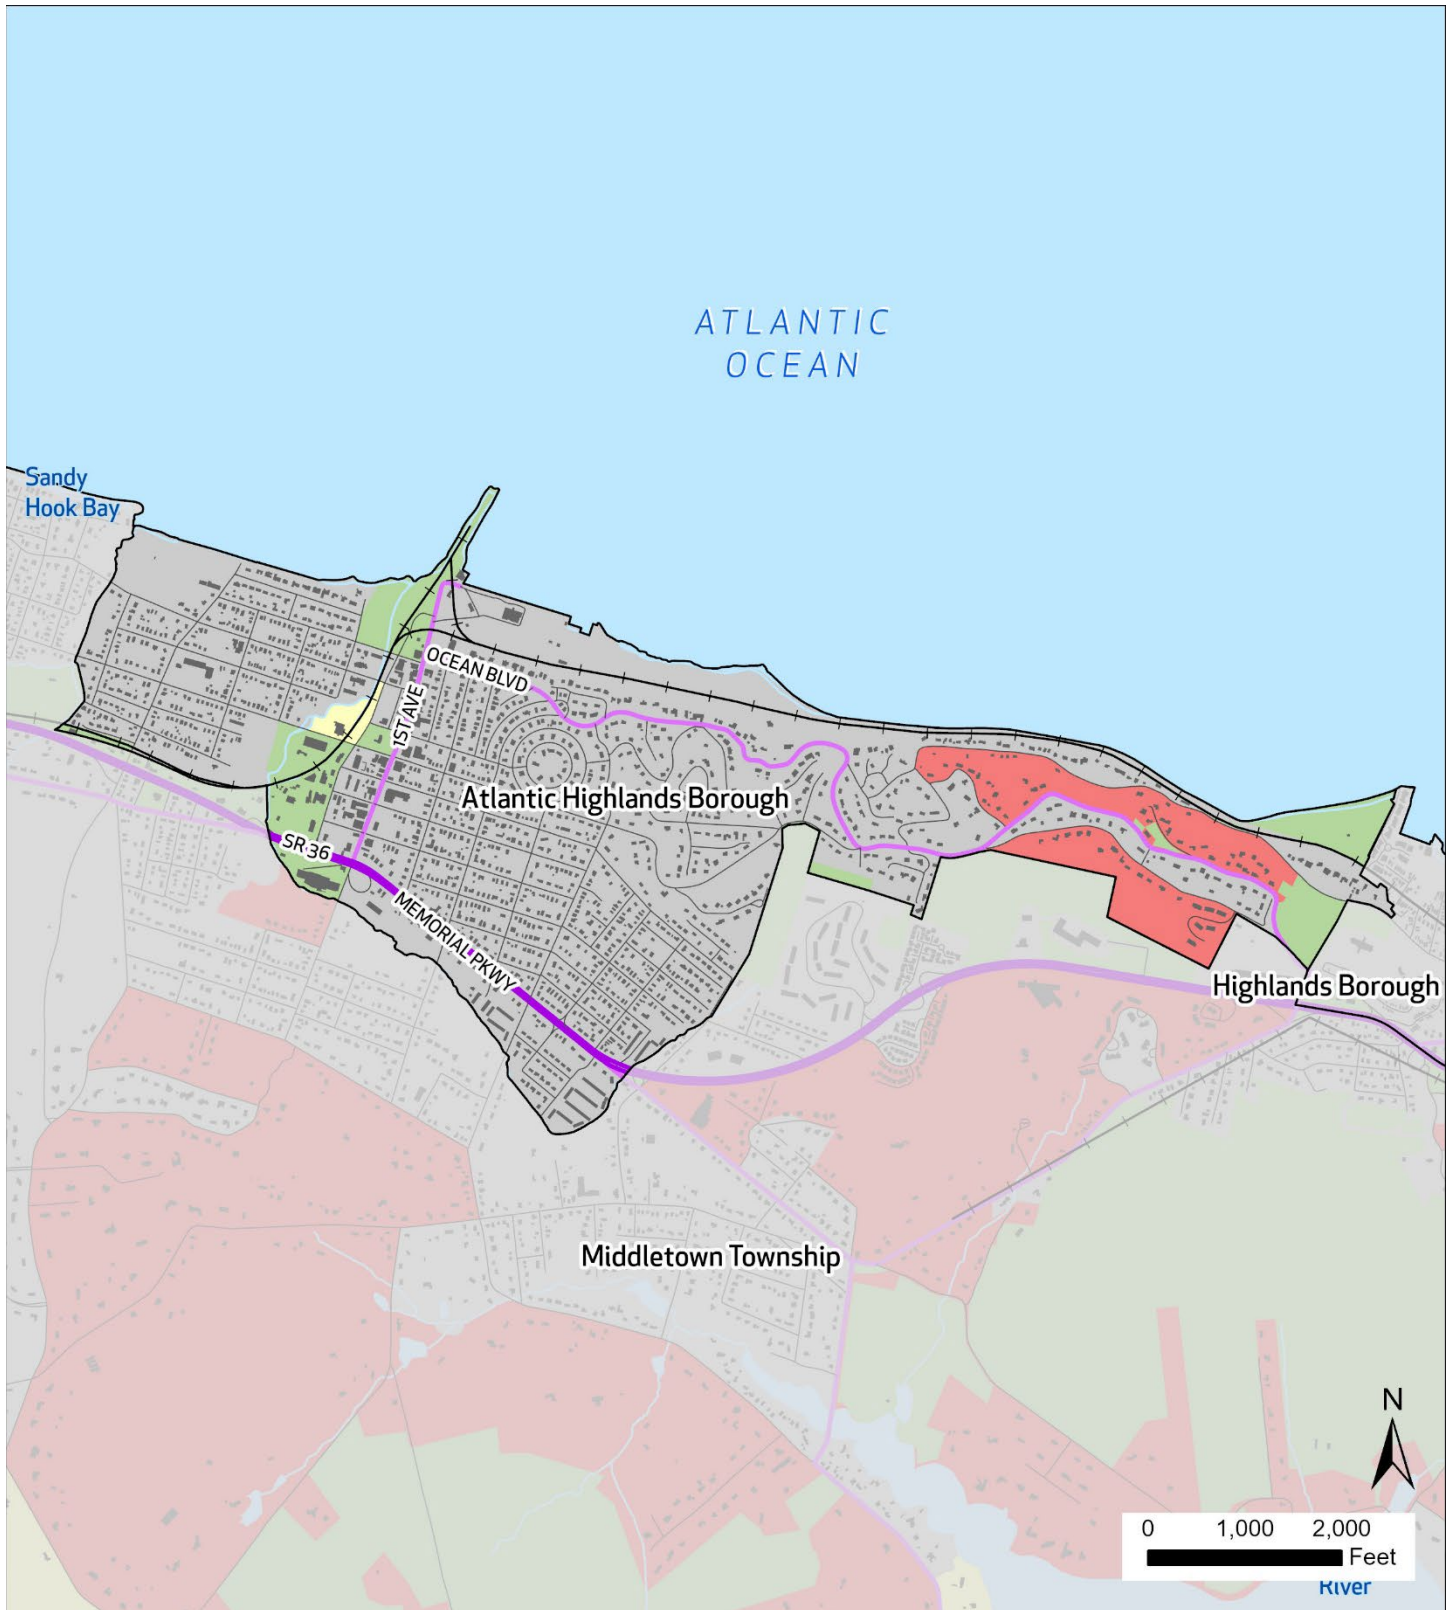 ATLANTIC
OCEAN
Sandy
Hook Bay
OCEAN BLVD
1ST AVE
Atlantic Highlands Borough
SR 36
MEMORIAL PKWY
Highlands Borough
Middletown Township
N
0 1,000 2,000
Feet
River